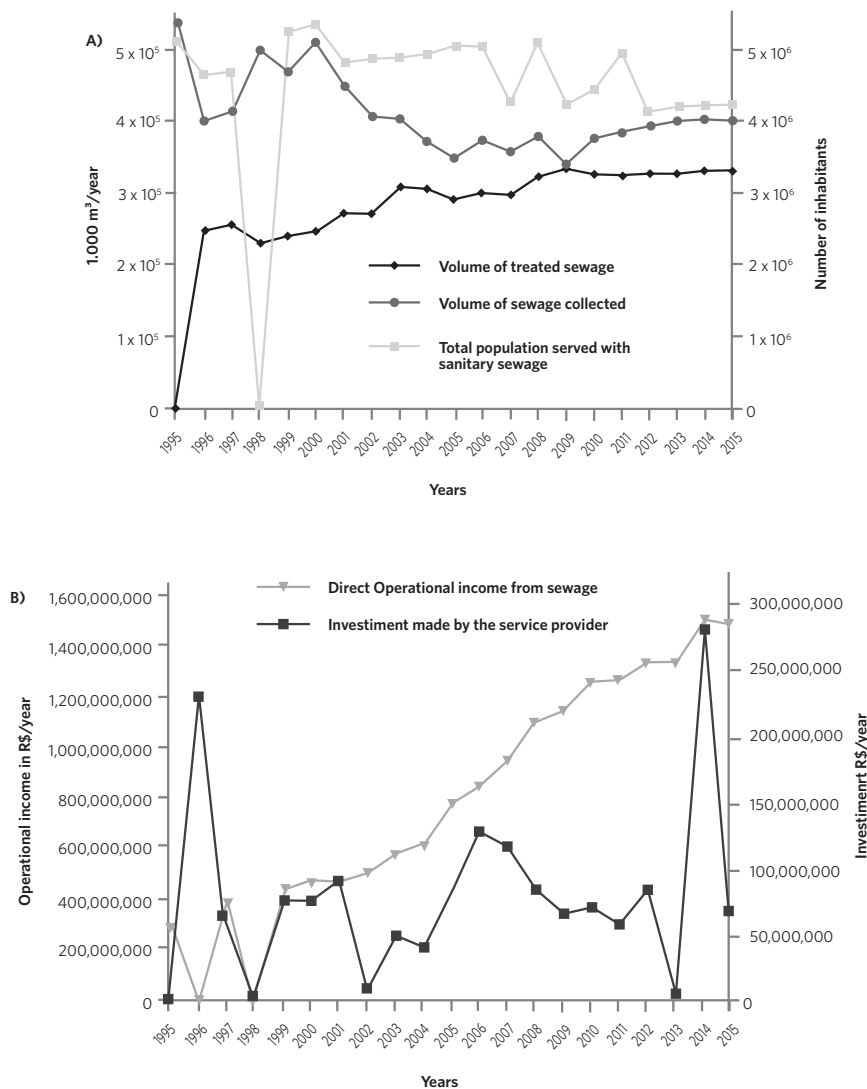 A)
5 x 10⁵
4 x 10⁵
3 x 10⁵
2 x 10⁵
1 x 10⁵
0
1.000 m³/year
5 x 10⁶
4 x 10⁶
3 x 10⁶
2 x 10⁶
1 x 10⁶
0
Number of inhabitants
Volume of treated sewage
Volume of sewage collected
Total population served with
sanitary sewage
1995 1996 1997 1998 1999 2000 2001 2002 2003 2004 2005 2006 2007 2008 2009 2010 2011 2012 2013 2014 2015
Years
B)
1,600,000,000
1,400,000,000
1,200,000,000
1,000,000,000
800,000,000
600,000,000
400,000,000
200,000,000
0
Operational income in R$/year
Direct Operational income from sewage
Investiment made by the service provider
300,000,000
250,000,000
200,000,000
150,000,000
100,000,000
50,000,000
0
Investimenrt R$/year
1995 1996 1997 1998 1999 2000 2001 2002 2003 2004 2005 2006 2007 2008 2009 2010 2011 2012 2013 2014 2015
Years